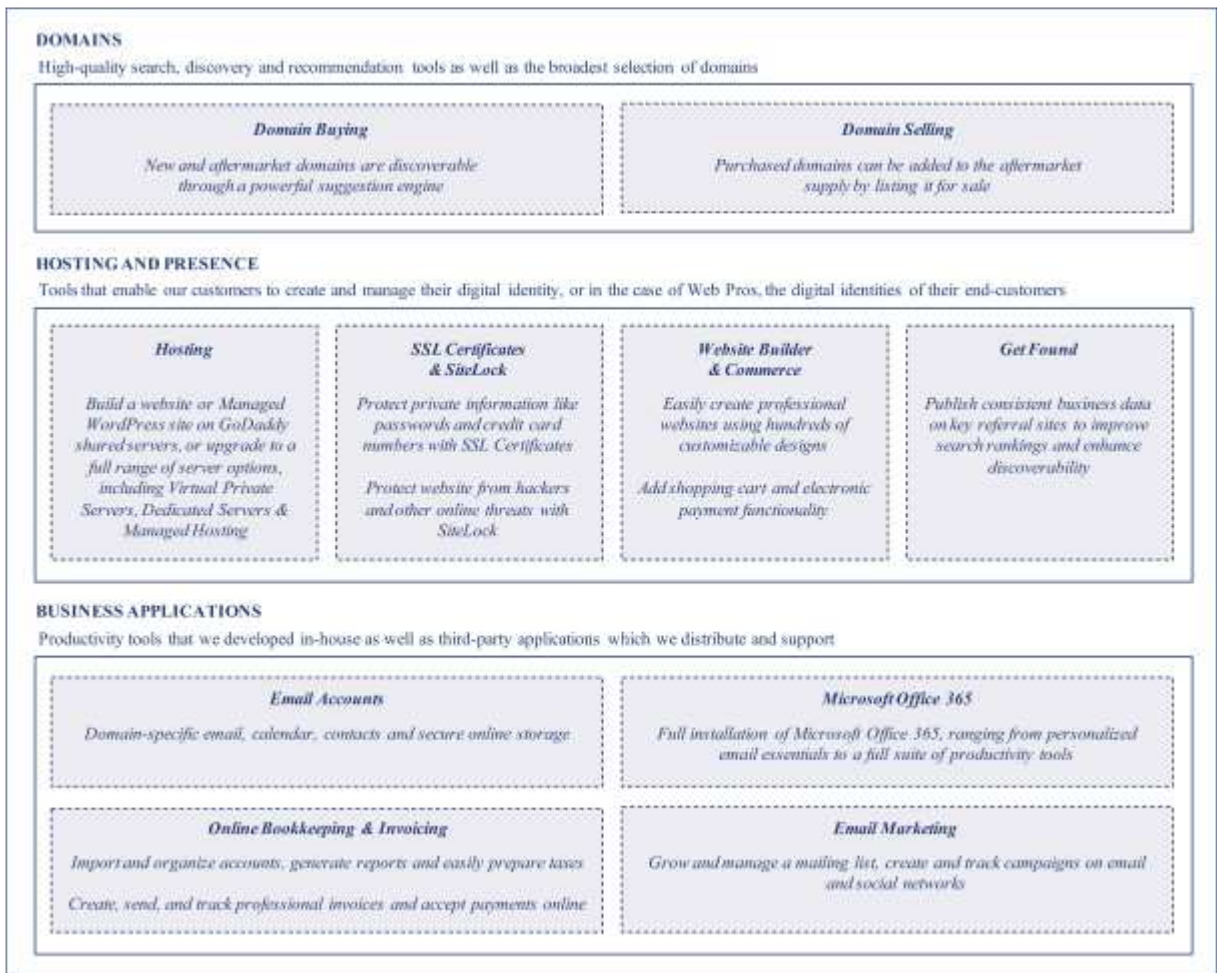 DOMAINS
High-quality search, discovery and recommendation tools as well as the broadest selection of domains
Domain Buying
New and aftermarket domains are discoverable
through a powerful suggestion engine
Domain Selling
Purchased domains can be added to the aftermarket
supply by listing it for sale
HOSTING AND PRESENCE
Tools that enable our customers to create and manage their digital identity, or in the case of Web Pros, the digital identities of their end-customers
Hosting
Build a website or Managed
WordPress site on GoDaddy
shared servers, or upgrade to a
full range of server options,
including Virtual Private
Servers, Dedicated Servers &
Managed Hosting
SSL Certificates
& SiteLock
Protect private information like
passwords and credit card
numbers with SSL Certificates
Protect website from hackers
and other online threats with
SiteLock
Website Builder
& Commerce
Easily create professional
websites using hundreds of
customizable designs
Add shopping cart and electronic
payment functionality
Get Found
Publish consistent business data
on key referral sites to improve
search rankings and enhance
discoverability
BUSINESS APPLICATIONS
Productivity tools that we developed in-house as well as third-party applications which we distribute and support
Email Accounts
Domain-specific email, calendar, contacts and secure online storage
Microsoft Office 365
Full installation of Microsoft Office 365, ranging from personalized
email essentials to a full suite of productivity tools
Online Bookkeeping & Invoicing
Import and organize accounts, generate reports and easily prepare taxes
Create, send, and track professional invoices and accept payments online
Email Marketing
Grow and manage a mailing list, create and track campaigns on email
and social networks